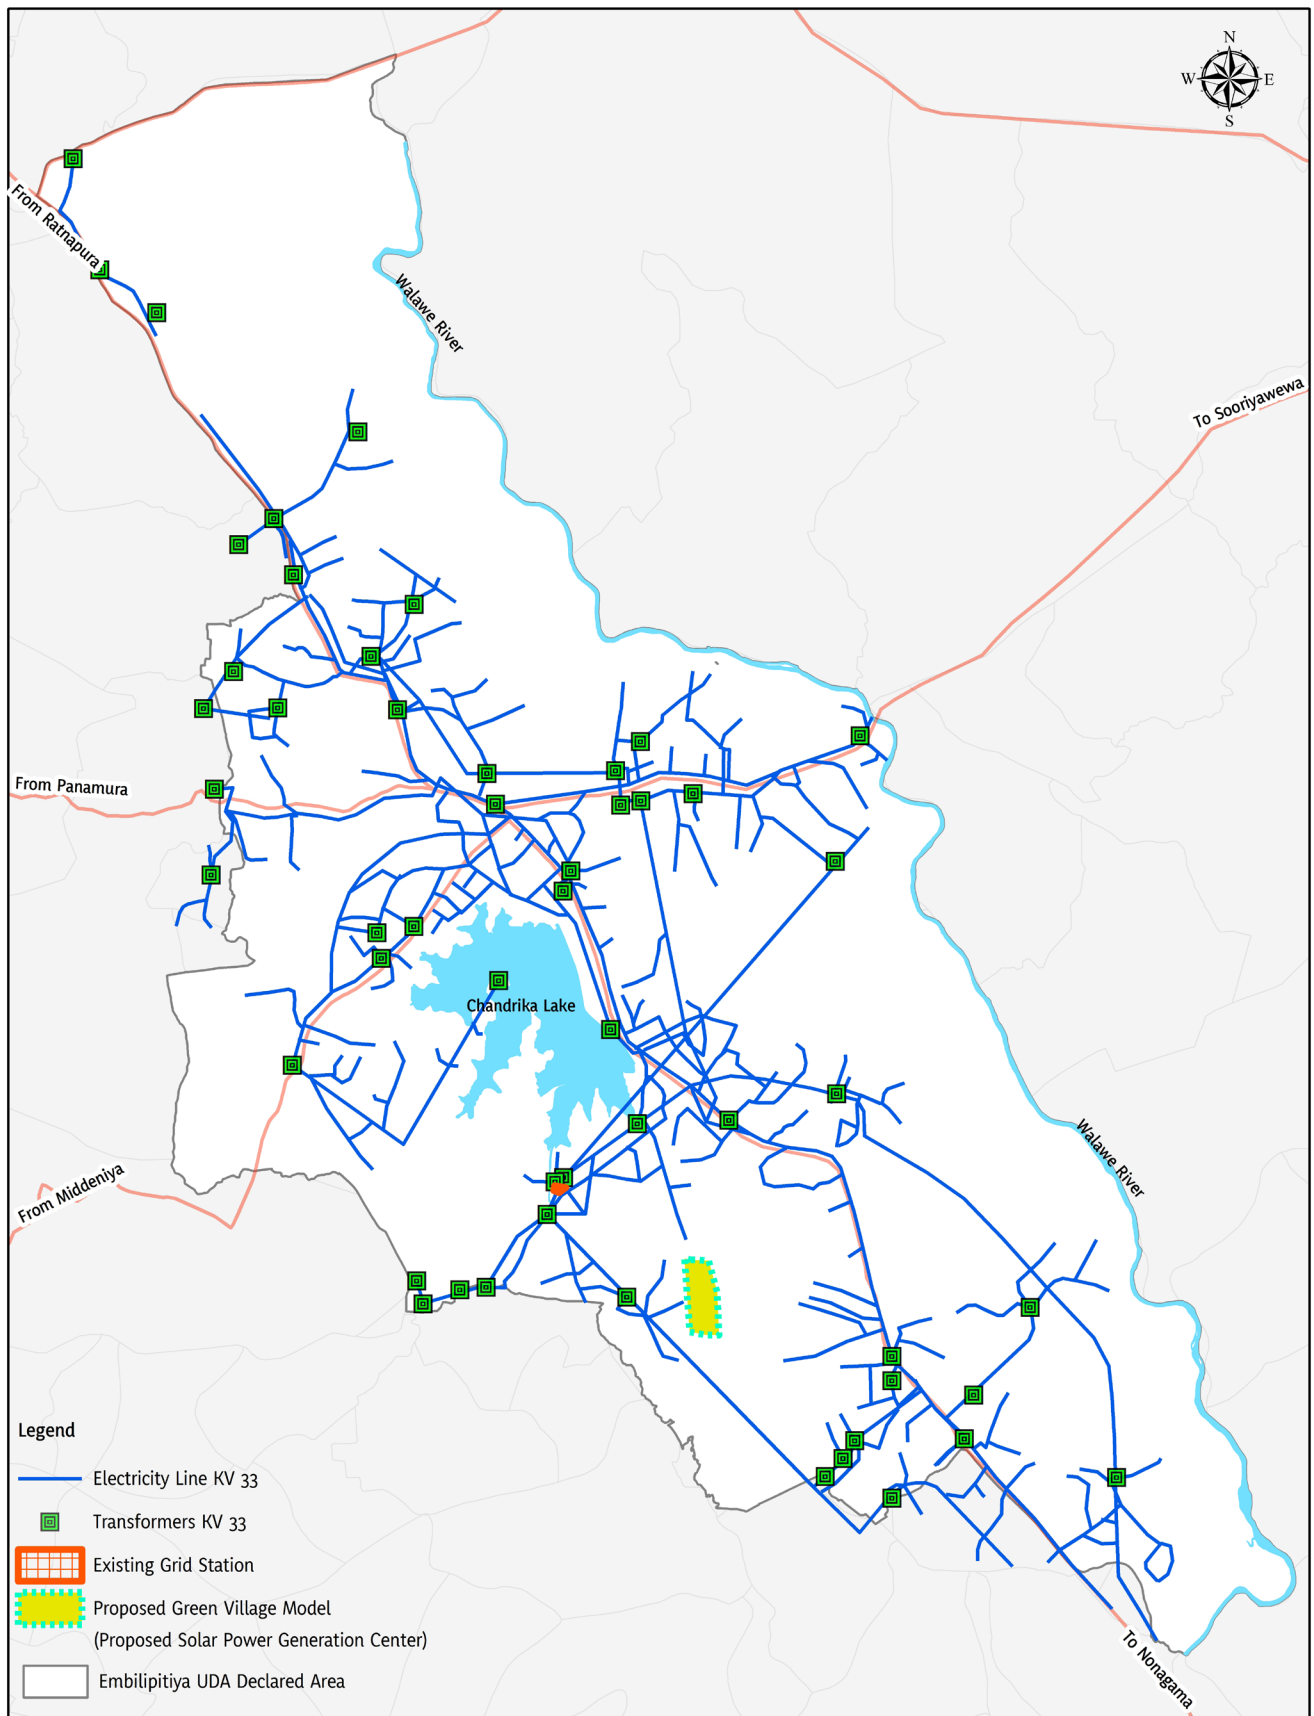 N
W
E
S
From Ratnapura
Walawe River
To Sooriyawewa
From Panamura
Chandrika Lake
Walawe River
From Middeniya
Legend
Electricity Line KV 33
Transformers KV 33
Existing Grid Station
Proposed Green Village Model
(Proposed Solar Power Generation Center)
Embilipitiya UDA Declared Area
To Nonagama